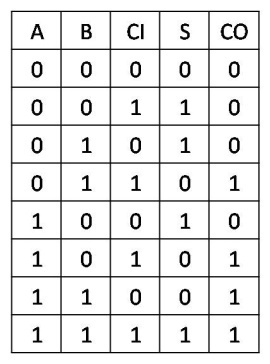 A B CI S CO
0 0 0 0 0
0 0 1 1 0
0 1 0 1 0
0 1 1 0 1
1 0 0 1 0
1 0 1 0 1
1 1 0 0 1
1 1 1 1 1